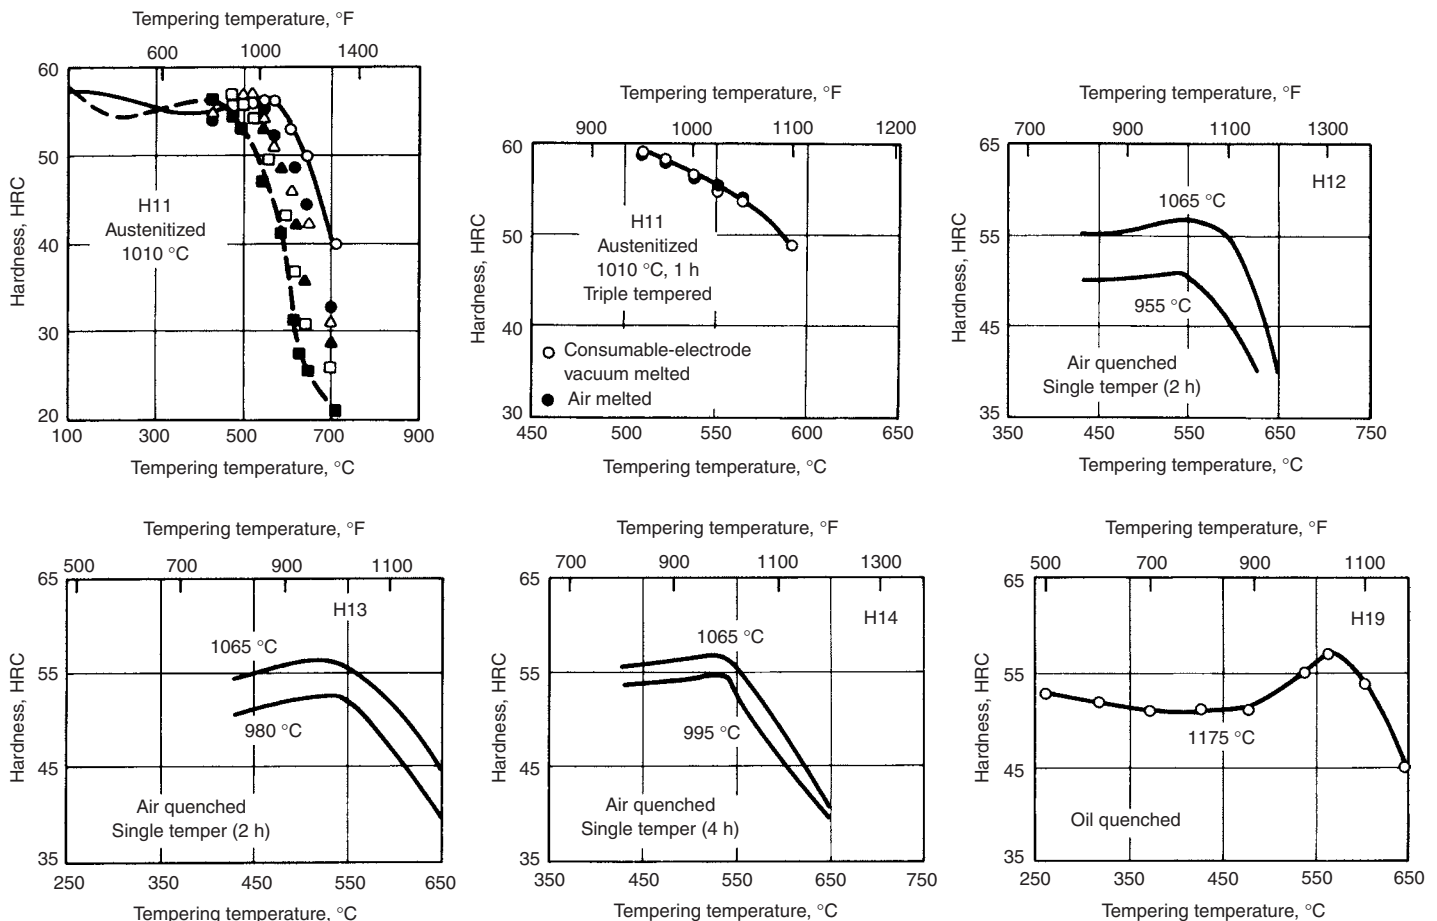 Tempering temperature, °F
600 1000 1400
60
50
40
30
20
Hardness, HRC
H11
Austenitized
1010 °C
100 300 500 700 900
Tempering temperature, °C
Tempering temperature, °F
900 1000 1100 1200
60
50
40
30
Hardness, HRC
H11
Austenitized
1010 °C, 1 h
Triple tempered
Consumable-electrode
vacuum melted
Air melted
450 500 550 600 650
Tempering temperature, °C
Tempering temperature, °F
700 900 1100 1300
65
55
45
35
Hardness, HRC
H12
1065 °C
955 °C
Air quenched
Single temper (2 h)
350 450 550 650 750
Tempering temperature, °C
Tempering temperature, °F
500 700 900 1100
65
55
45
35
Hardness, HRC
H13
1065 °C
980 °C
Air quenched
Single temper (2 h)
250 450 550 650
Tempering temperature, °C
Tempering temperature, °F
700 900 1100 1300
65
55
45
35
Hardness, HRC
H14
1065 °C
995 °C
Air quenched
Single temper (4 h)
350 450 550 650 750
Tempering temperature, °C
Tempering temperature, °F
500 700 900 1100
65
55
45
35
Hardness, HRC
H19
1175 °C
Oil quenched
250 350 450 550 650
Tempering temperature, °C